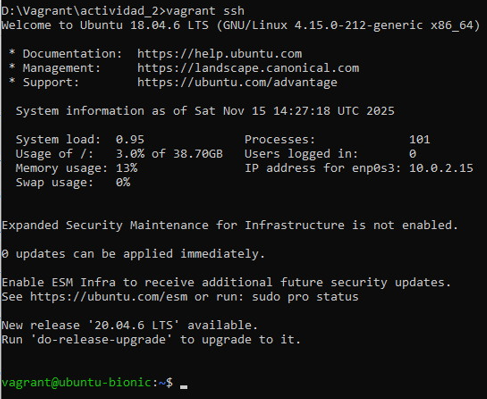 D:\Vagrant\actividad_2>vagrant ssh
Welcome to Ubuntu 18.04.6 LTS (GNU/Linux 4.15.0-212-generic x86_64)
* Documentation:  https://help.ubuntu.com
* Management:     https://landscape.canonical.com
* Support:        https://ubuntu.com/advantage
System information as of Sat Nov 15 14:27:18 UTC 2025
System load:  0.95               Processes:             101
Usage of /:   3.0% of 38.70GB   Users logged in:       0
Memory usage: 13%                IP address for enp0s3: 10.0.2.15
Swap usage:   0%
Expanded Security Maintenance for Infrastructure is not enabled.
0 updates can be applied immediately.
Enable ESM Infra to receive additional future security updates.
See https://ubuntu.com/esm or run: sudo pro status
New release '20.04.6 LTS' available.
Run 'do-release-upgrade' to upgrade to it.
vagrant@ubuntu-bionic:~$